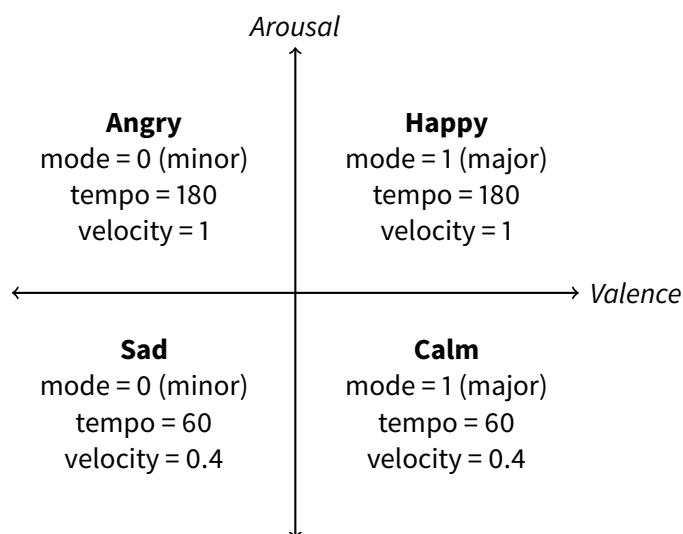 Arousal
Angry
mode = 0 (minor)
tempo = 180
velocity = 1
Happy
mode = 1 (major)
tempo = 180
velocity = 1
Valence
Sad
mode = 0 (minor)
tempo = 60
velocity = 0.4
Calm
mode = 1 (major)
tempo = 60
velocity = 0.4